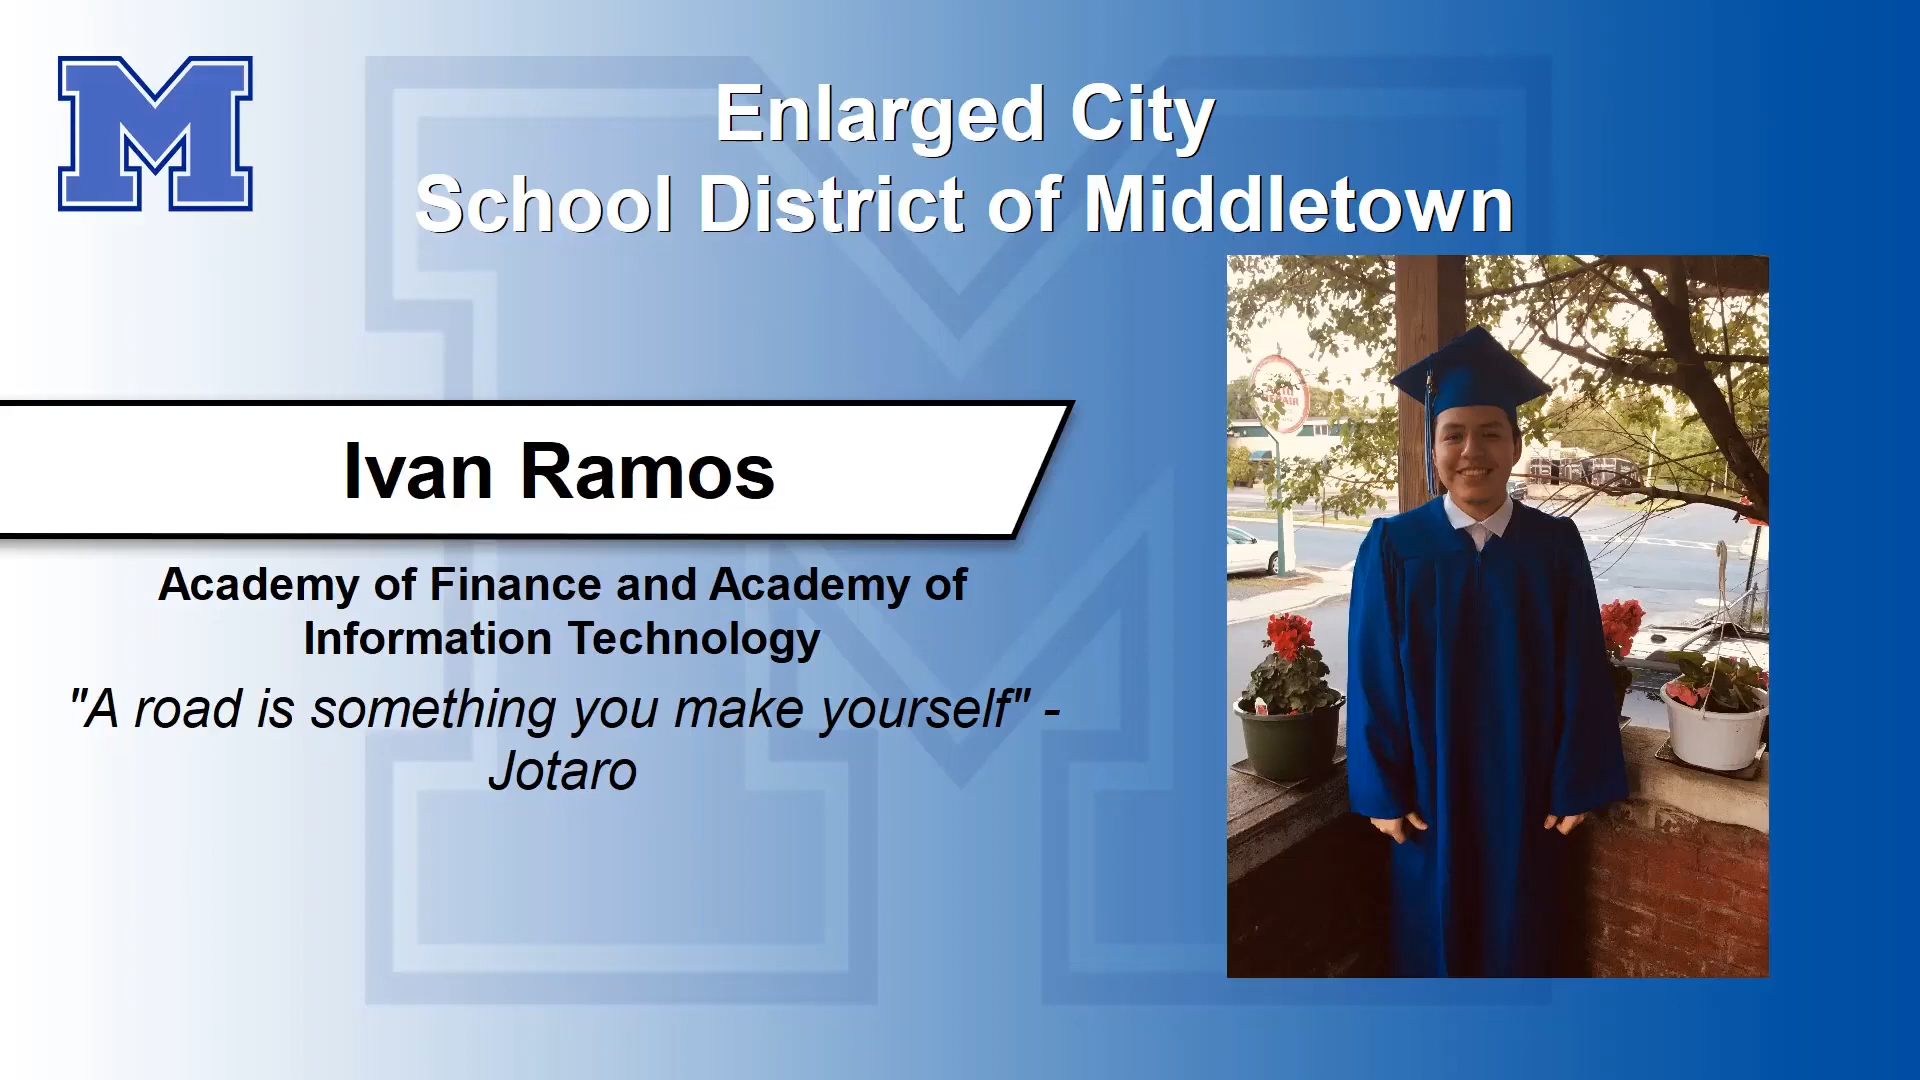 M
Enlarged City
School District of Middletown
Ivan Ramos
Academy of Finance and Academy of
Information Technology
"A road is something you make yourself" -
Jotaro